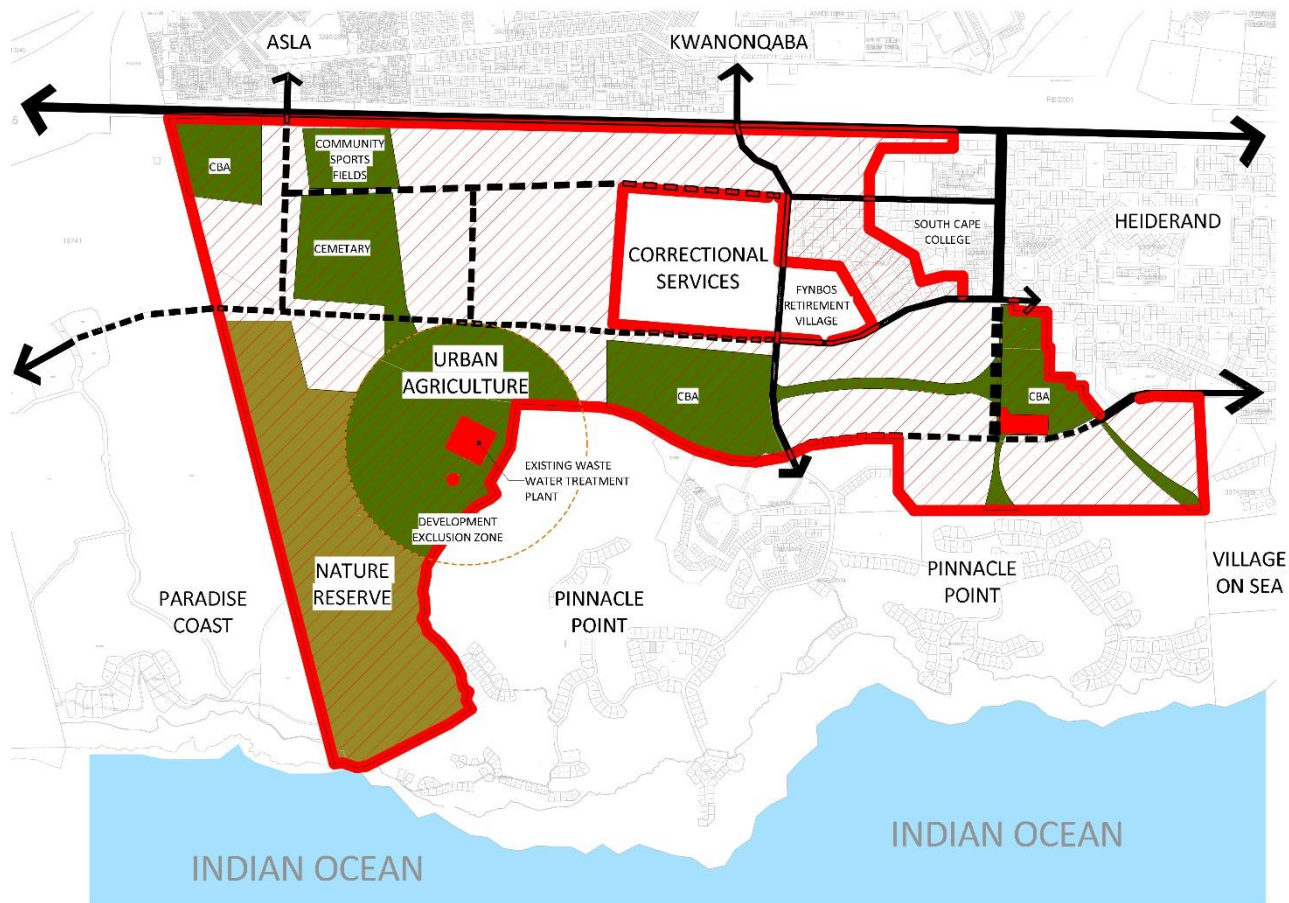 ASLA
KWANONQABA
CBA
COMMUNITY
SPORTS
FIELDS
CEMETARY
CORRECTIONAL
SERVICES
SOUTH CAPE
COLLEGE
HEIDERAND
FYNBOS
RETIREMENT
VILLAGE
URBAN
AGRICULTURE
CBA
CBA
EXISTING WASTE
WATER TREATMENT
PLANT
DEVELOPMENT
EXCLUSION ZONE
NATURE
RESERVE
PARADISE
COAST
PINNACLE
POINT
PINNACLE
POINT
VILLAGE
ON SEA
INDIAN OCEAN
INDIAN OCEAN